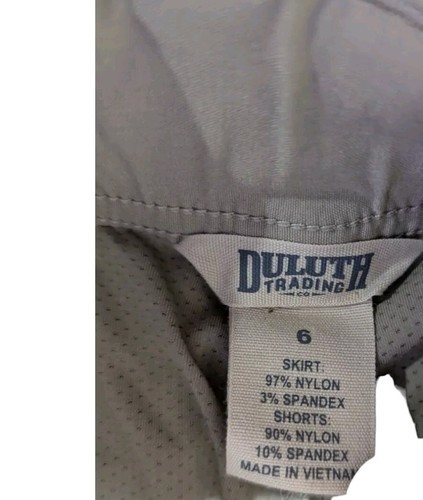 DULUTH
TRADING
CO
6
SKIRT:
97% NYLON
3% SPANDEX
SHORTS:
90% NYLON
10% SPANDEX
MADE IN VIETNAM